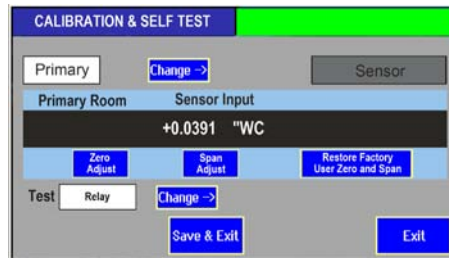 CALIBRATION & SELF TEST
Primary Change –> Sensor
Primary Room Sensor Input
+0.0391 "WC
Zero Adjust Span Adjust Restore Factory User Zero and Span
Test Relay Change –>
Save & Exit Exit